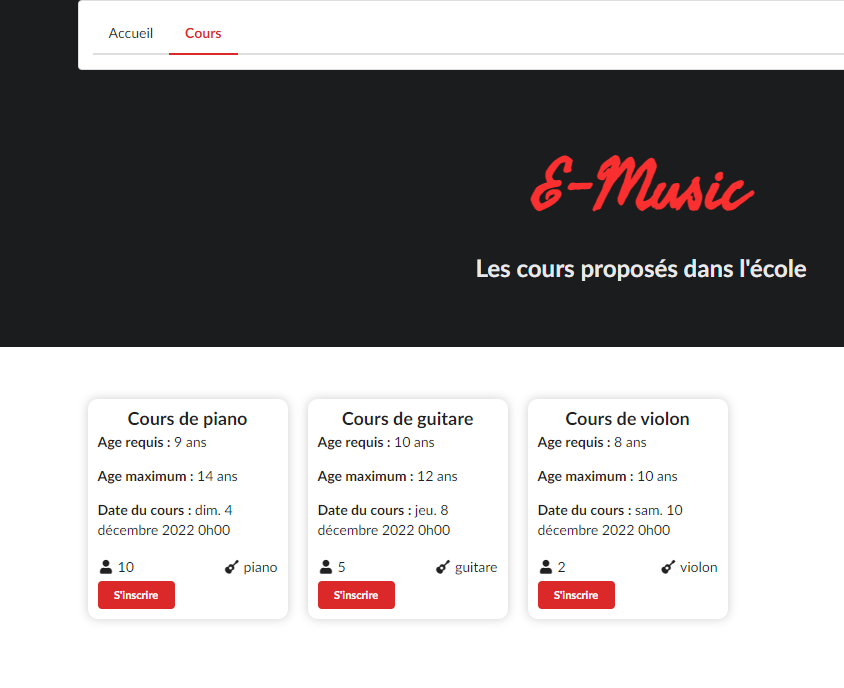 Accueil Cours
E-Music
Les cours proposés dans l'école
Cours de piano
Age requis : 9 ans
Age maximum : 14 ans
Date du cours : dim. 4
décembre 2022 0h00
10 piano
S'inscrire
Cours de guitare
Age requis : 10 ans
Age maximum : 12 ans
Date du cours : jeu. 8
décembre 2022 0h00
5 guitare
S'inscrire
Cours de violon
Age requis : 8 ans
Age maximum : 10 ans
Date du cours : sam. 10
décembre 2022 0h00
2 violon
S'inscrire